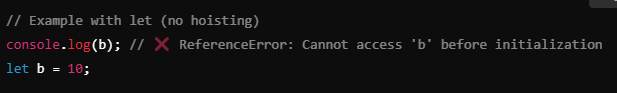 // Example with let (no hoisting)
console.log(b); // ❌ ReferenceError: Cannot access 'b' before initialization
let b = 10;